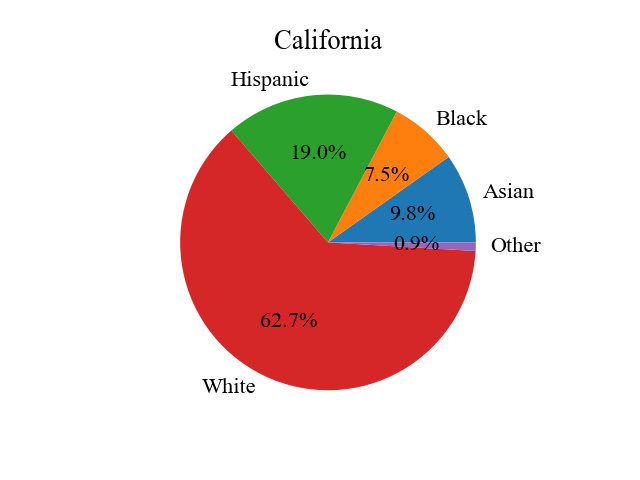 California
Hispanic
Black
19.0%
7.5%
Asian
9.8%
0.9%
Other
62.7%
White